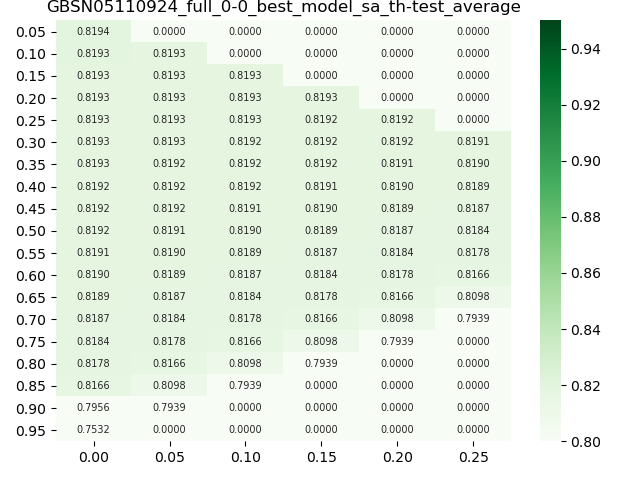 GBSN05110924_full_0-0_best_model_sa_th-test_average
0.05 0.8194 0.0000 0.0000 0.0000 0.0000 0.0000
0.10 0.8193 0.8193 0.0000 0.0000 0.0000 0.0000
0.15 0.8193 0.8193 0.8193 0.0000 0.0000 0.0000
0.20 0.8193 0.8193 0.8193 0.8193 0.0000 0.0000
0.25 0.8193 0.8193 0.8193 0.8192 0.8192 0.0000
0.30 0.8193 0.8193 0.8192 0.8192 0.8192 0.8191
0.35 0.8193 0.8192 0.8192 0.8192 0.8191 0.8190
0.40 0.8192 0.8192 0.8192 0.8191 0.8190 0.8189
0.45 0.8192 0.8192 0.8191 0.8190 0.8189 0.8187
0.50 0.8192 0.8191 0.8190 0.8189 0.8187 0.8184
0.55 0.8191 0.8190 0.8189 0.8187 0.8184 0.8178
0.60 0.8190 0.8189 0.8187 0.8184 0.8178 0.8166
0.65 0.8189 0.8187 0.8184 0.8178 0.8166 0.8098
0.70 0.8187 0.8184 0.8178 0.8166 0.8098 0.7939
0.75 0.8184 0.8178 0.8166 0.8098 0.7939 0.0000
0.80 0.8178 0.8166 0.8098 0.7939 0.0000 0.0000
0.85 0.8166 0.8098 0.7939 0.0000 0.0000 0.0000
0.90 0.7956 0.7939 0.0000 0.0000 0.0000 0.0000
0.95 0.7532 0.0000 0.0000 0.0000 0.0000 0.0000
0.00 0.05 0.10 0.15 0.20 0.25
0.94
0.92
0.90
0.88
0.86
0.84
0.82
0.80